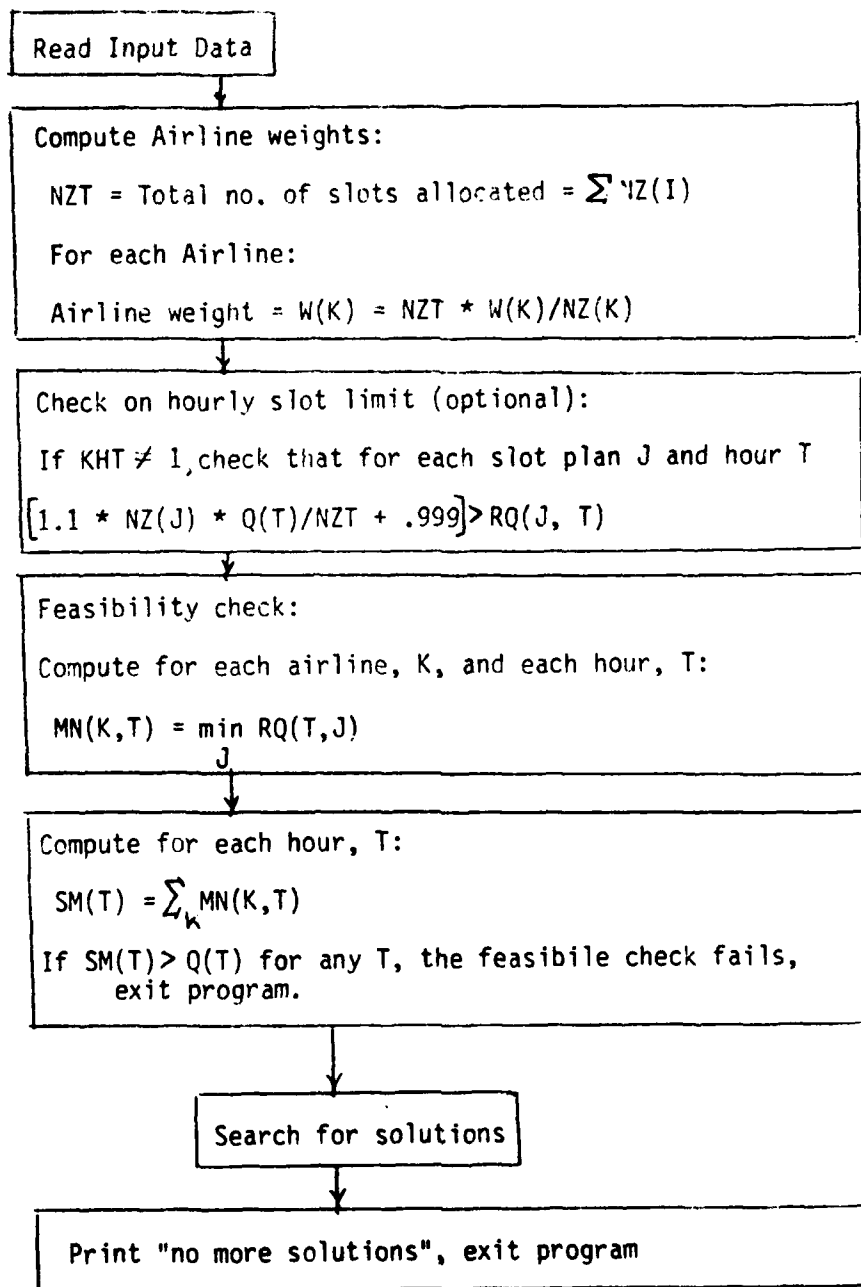 Read Input Data
Compute Airline weights:
NZT = Total no. of slots allocated = Σ NZ(I)
For each Airline:
Airline weight = W(K) = NZT * W(K)/NZ(K)
Check on hourly slot limit (optional):
If KHT ≠ 1, check that for each slot plan J and hour T
[1.1 * NZ(J) * Q(T)/NZT + .999] > RQ(J, T)
Feasibility check:
Compute for each airline, K, and each hour, T:
MN(K,T) = min RQ(T,J)
J
Compute for each hour, T:
SM(T) = Σ MN(K,T)
K
If SM(T) > Q(T) for any T, the feasibile check fails,
exit program.
Search for solutions
Print "no more solutions", exit program